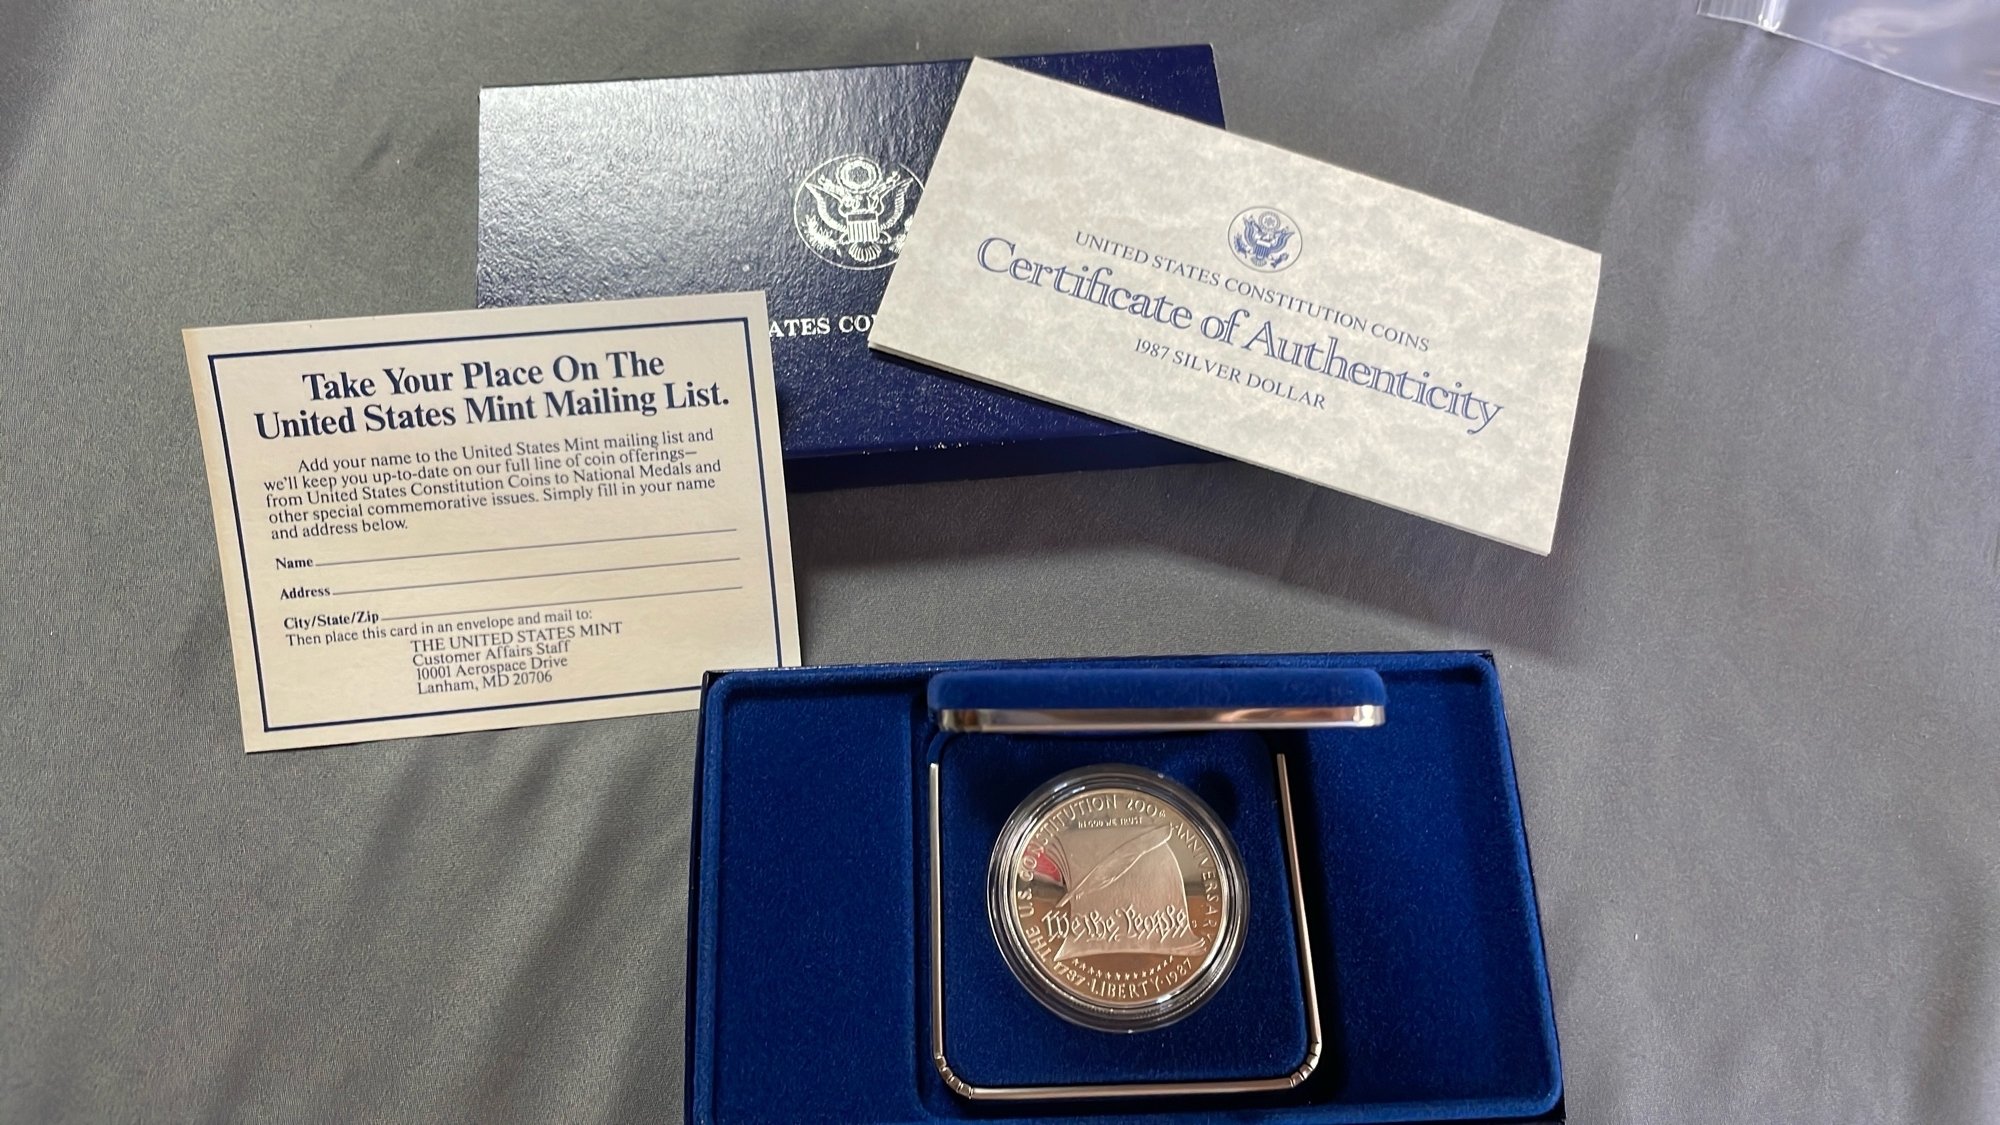 ATES CO
UNITED STATES CONSTITUTION COINS
Certificate of Authenticity
1987 SILVER DOLLAR
Take Your Place On The
United States Mint Mailing List.
Add your name to the United States Mint mailing list and
we'll keep you up-to-date on our full line of coin offerings—
from United States Constitution Coins to National Medals and
other special commemorative issues. Simply fill in your name
and address below.
Name
Address
City/State/Zip
Then place this card in an envelope and mail to:
THE UNITED STATES MINT
Customer Affairs Staff
10001 Aerospace Drive
Lanham, MD 20706
THE U.S. CONSTITUTION 200th ANNIVERSARY
IN GOD WE TRUST
We the People
1787·LIBERTY·1987